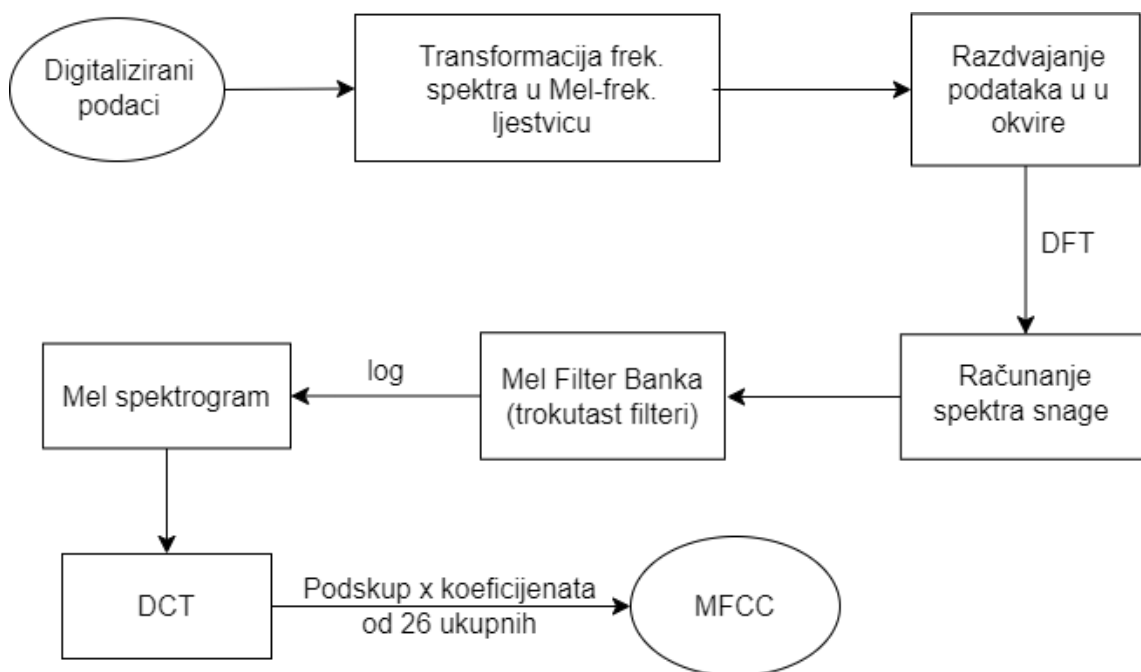 Digitalizirani
podaci
Transformacija frek.
spektra u Mel-frek.
ljestvicu
Razdvajanje
podataka u u
okvire
DFT
Računanje
spektra snage
Mel Filter Banka
(trokutast filteri)
log
Mel spektrogram
DCT
Podskup x koeficijenata
od 26 ukupnih
MFCC